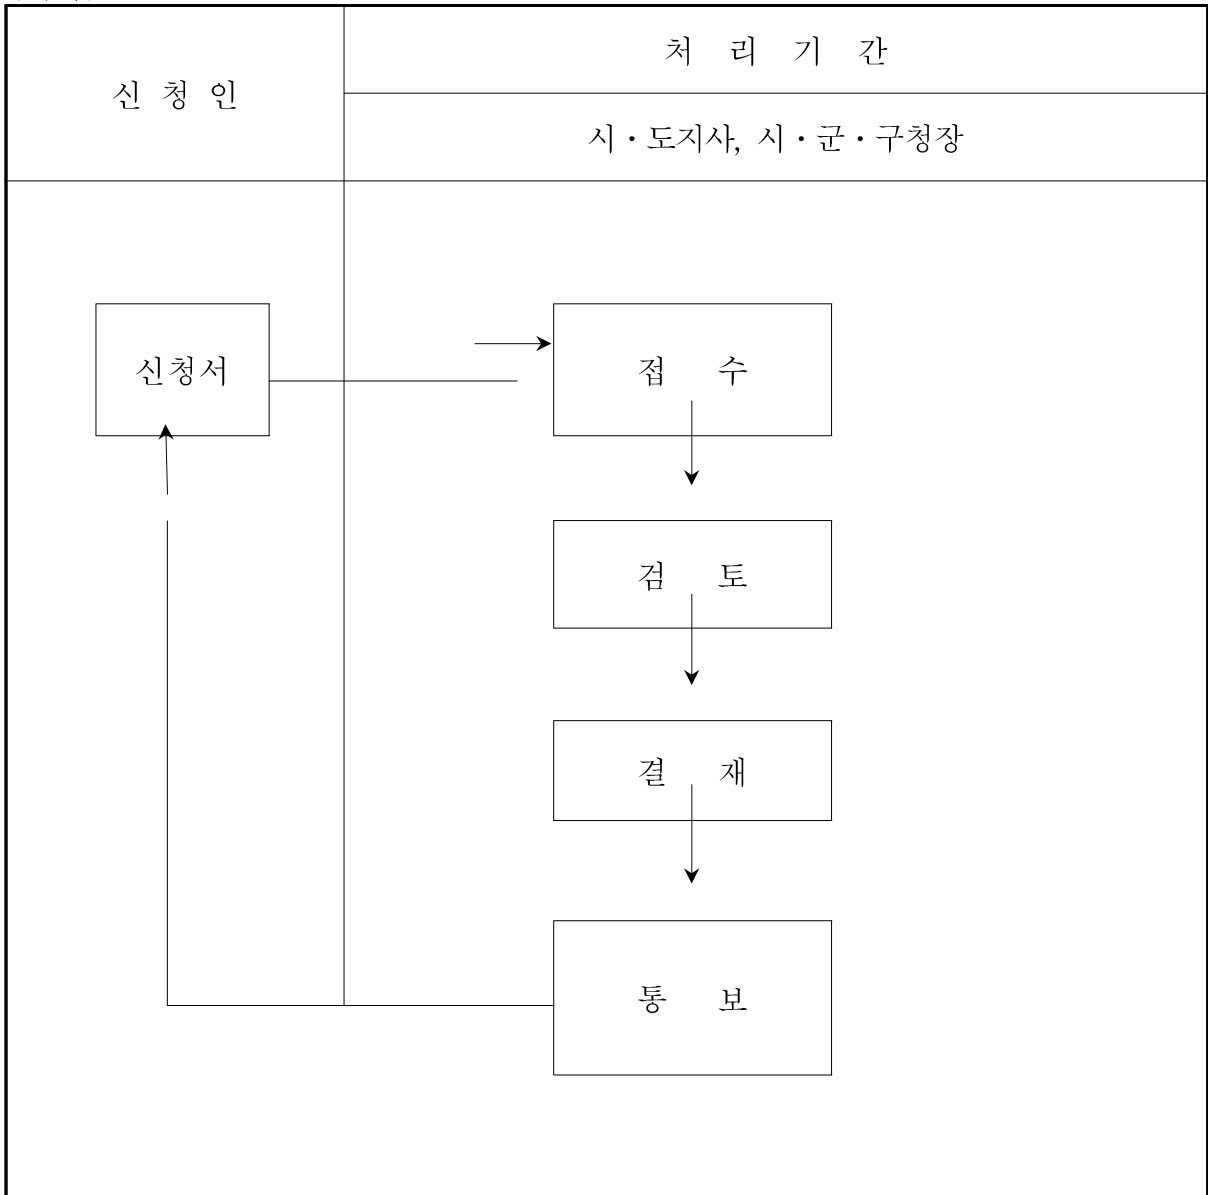 처 리 기 간
신 청 인
시·도지사, 시·군·구청장
신청서
접 수
검 토
결 재
통 보